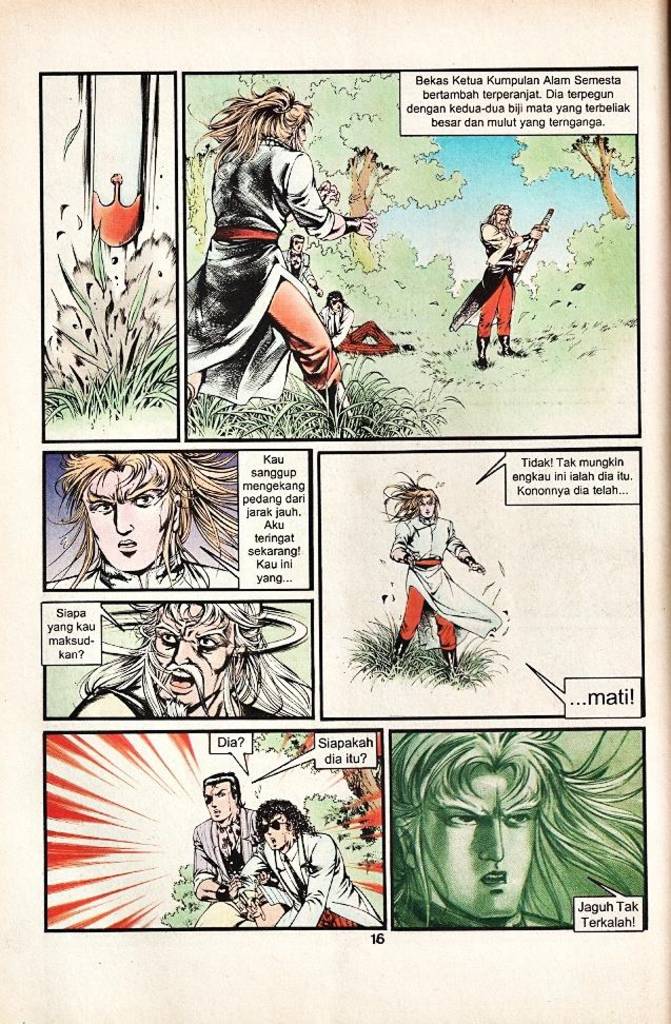 Bekas Ketua Kumpulan Alam Semesta
bertambah terperanjat. Dia terpegun
dengan kedua-dua biji mata yang terbeliak
besar dan mulut yang ternganga.
Kau
sanggup
mengekang
pedang dari
jarak jauh.
Aku
teringat
sekarang!
Kau ini
yang...
Tidak! Tak mungkin
engkau ini ialah dia itu.
Kononnya dia telah...
Siapa
yang kau
maksud-
kan?
...mati!
Dia?
Siapakah
dia itu?
Jaguh Tak
Terkalah!
16